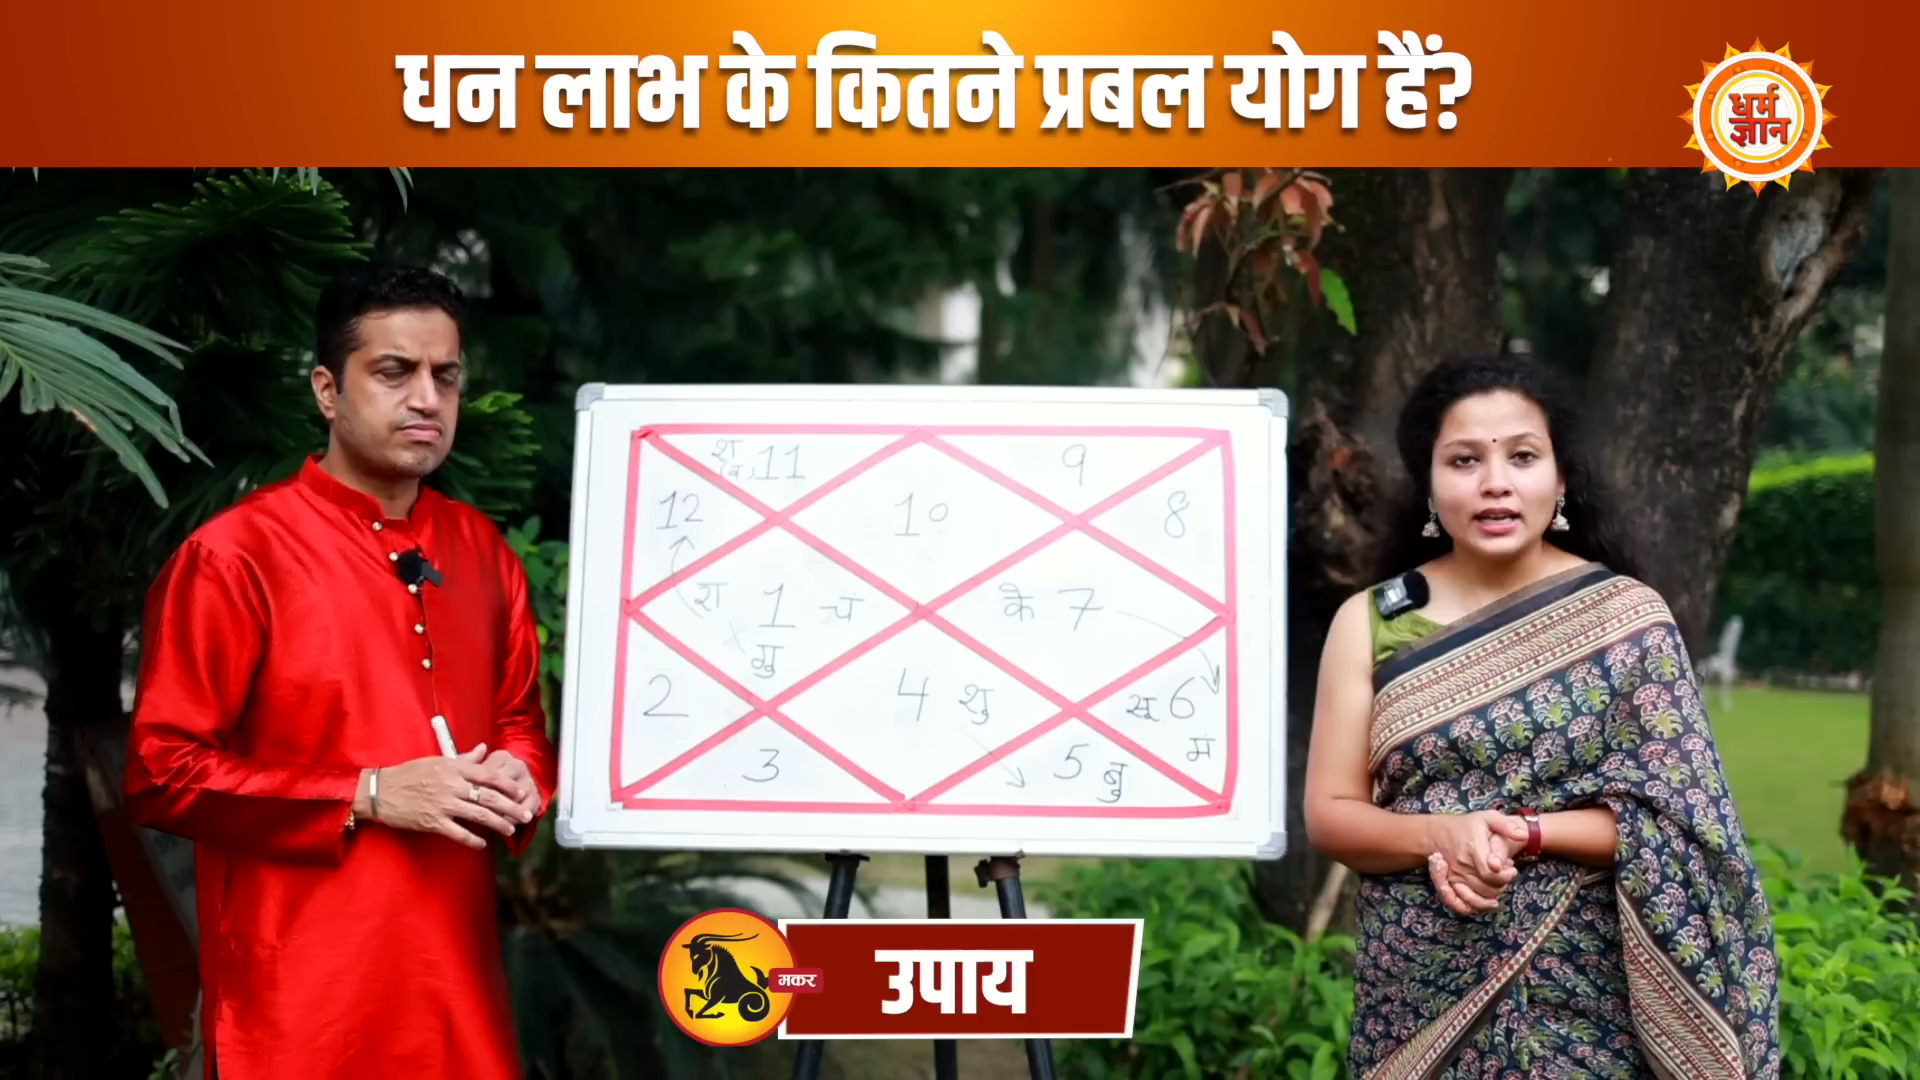 धन लाभ के कितने प्रबल योग हैं?
धर्म
ज्ञान
श 11
9
(व)
12
10
8
रा 1 चं
के 7
गु
2
4 शु
सू 6
मं
3
5 बु
मकर
उपाय